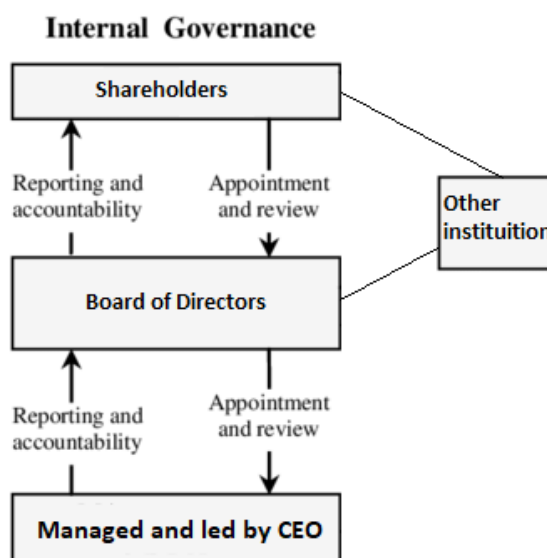 Internal Governance
Shareholders
Reporting and
accountability
Appointment
and review
Other
instituition
Board of Directors
Reporting and
accountability
Appointment
and review
Managed and led by CEO